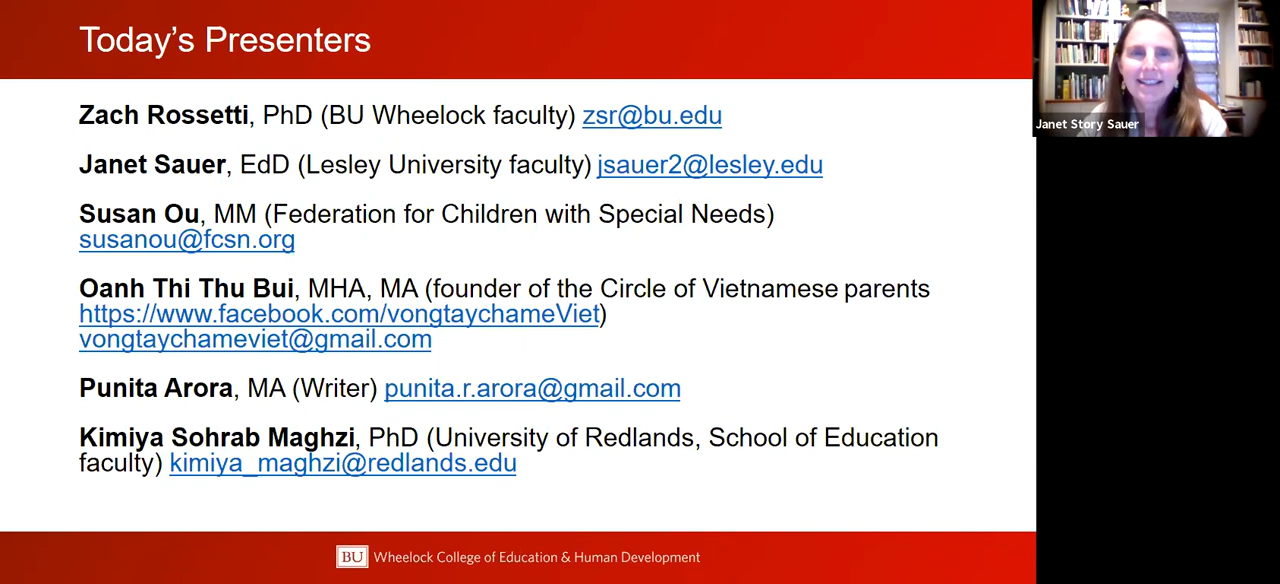 Today’s Presenters
Janet Story Sauer
Zach Rossetti, PhD (BU Wheelock faculty) zsr@bu.edu
Janet Sauer, EdD (Lesley University faculty) jsauer2@lesley.edu
Susan Ou, MM (Federation for Children with Special Needs)
susanou@fcsn.org
Oanh Thi Thu Bui, MHA, MA (founder of the Circle of Vietnamese parents
https://www.facebook.com/vongtaychameViet)
vongtaychameviet@gmail.com
Punita Arora, MA (Writer) punita.r.arora@gmail.com
Kimiya Sohrab Maghzi, PhD (University of Redlands, School of Education
faculty) kimiya_maghzi@redlands.edu
BU Wheelock College of Education & Human Development